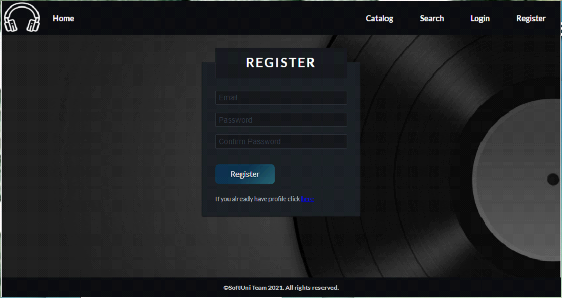 Home
Catalog
Search
Login
Register
REGISTER
Email
Password
Confirm Password
Register
If you already have profile click here
©SoftUni Team 2021. All rights reserved.